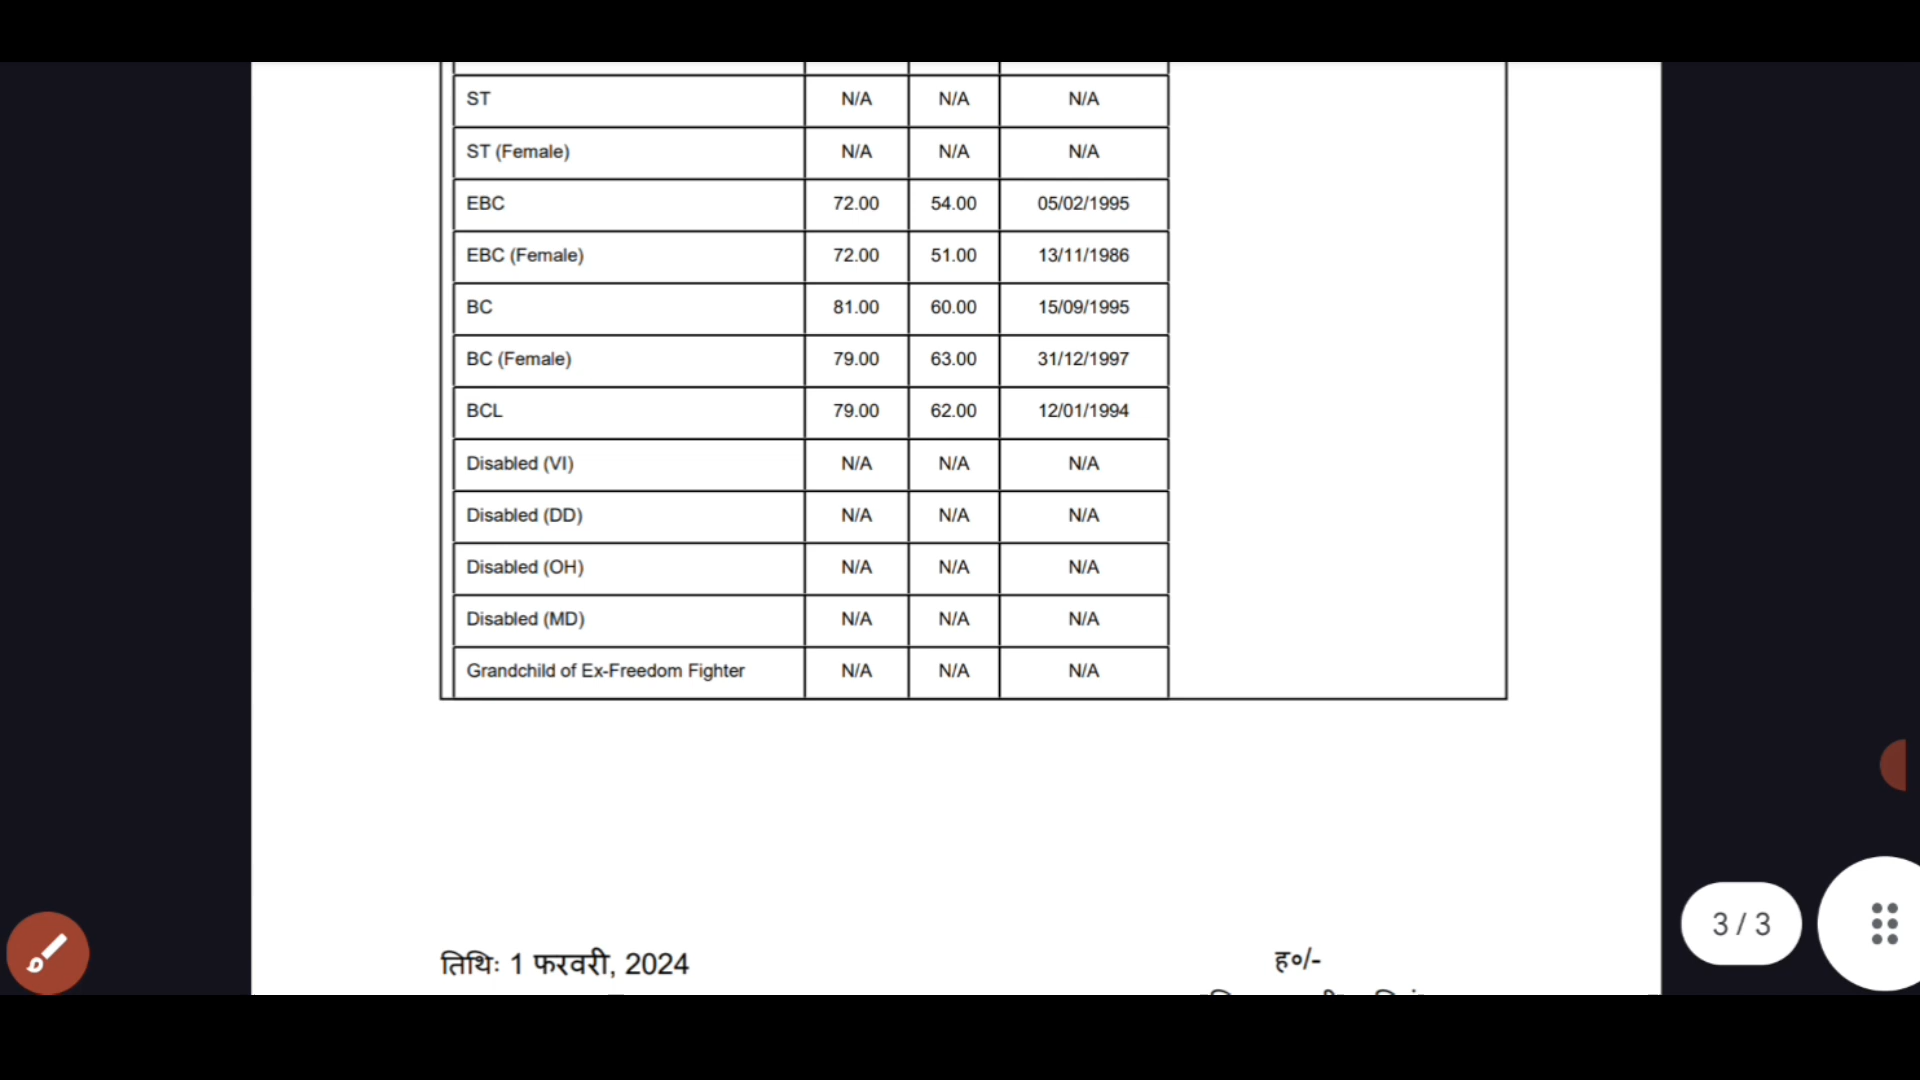 ST N/A N/A N/A
ST (Female) N/A N/A N/A
EBC 72.00 54.00 05/02/1995
EBC (Female) 72.00 51.00 13/11/1986
BC 81.00 60.00 15/09/1995
BC (Female) 79.00 63.00 31/12/1997
BCL 79.00 62.00 12/01/1994
Disabled (VI) N/A N/A N/A
Disabled (DD) N/A N/A N/A
Disabled (OH) N/A N/A N/A
Disabled (MD) N/A N/A N/A
Grandchild of Ex-Freedom Fighter N/A N/A N/A
3 / 3
तिथिः 1 फरवरी, 2024 ह०/-